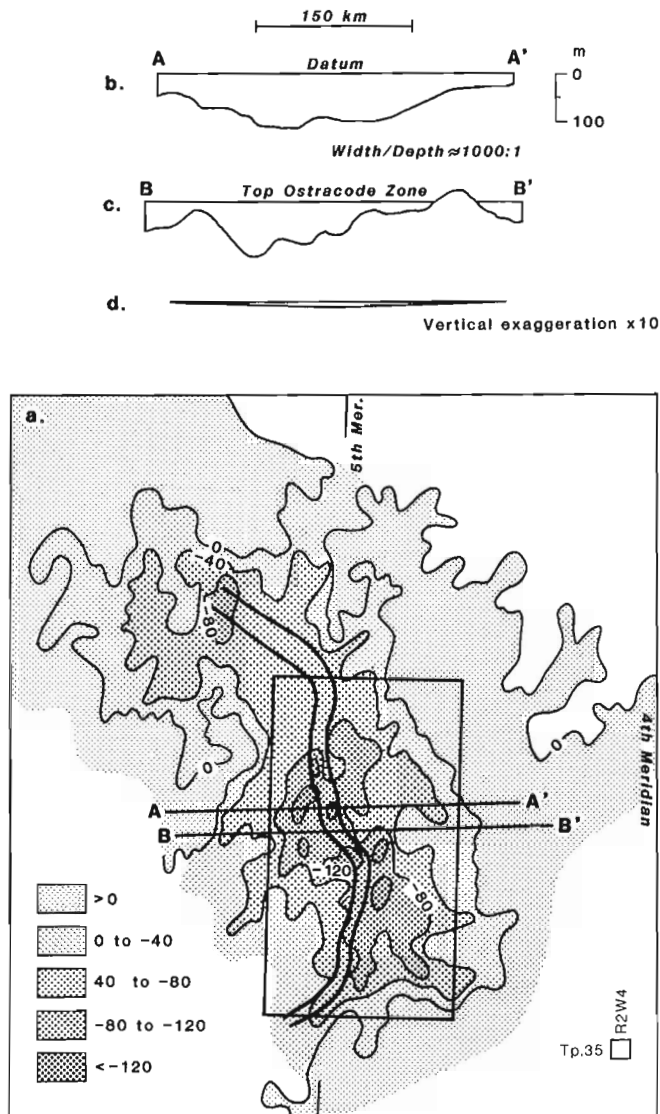 150 km
A Datum A' m
b. 0
100
Width/Depth≈1000:1
B Top Ostracode Zone B'
c.
d.
Vertical exaggeration x10
a. 5th Mer.
0
-40
-80
0
0
4th Meridian
A A'
B B'
-120
-80
>0
0 to -40
40 to -80
-80 to -120
<-120
Tp.35 R2W4